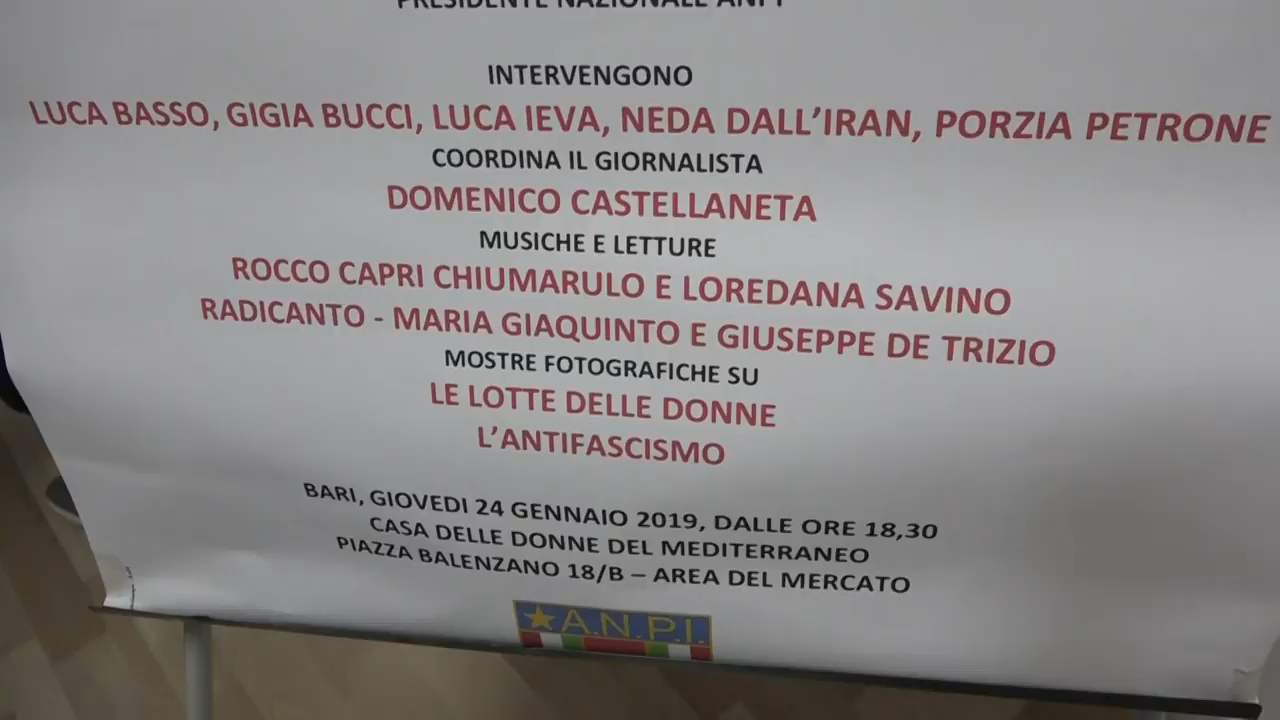 PRESIDENTE NAZIONALE ANPI
INTERVENGONO
LUCA BASSO, GIGIA BUCCI, LUCA IEVA, NEDA DALL'IRAN, PORZIA PETRONE
COORDINA IL GIORNALISTA
DOMENICO CASTELLANETA
MUSICHE E LETTURE
ROCCO CAPRI CHIUMARULO E LOREDANA SAVINO
RADICANTO - MARIA GIAQUINTO E GIUSEPPE DE TRIZIO
MOSTRE FOTOGRAFICHE SU
LE LOTTE DELLE DONNE
L'ANTIFASCISMO
BARI, GIOVEDI 24 GENNAIO 2019, DALLE ORE 18,30
CASA DELLE DONNE DEL MEDITERRANEO
PIAZZA BALENZANO 18/B – AREA DEL MERCATO
A.N.P.I.